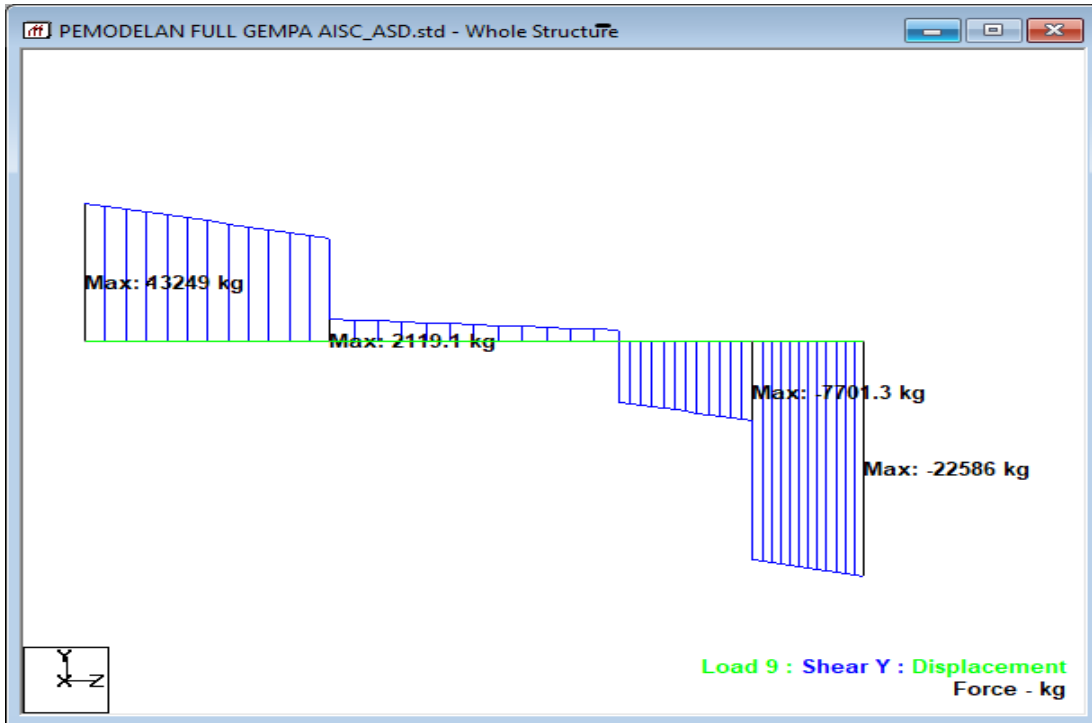 PEMODELAN FULL GEMPA AISC_ASD.std - Whole Structure
Max: 13249 kg
Max: 2119.1 kg
Max: -7701.3 kg
Max: -22586 kg
Y
X Z
Load 9 : Shear Y : Displacement
Force - kg